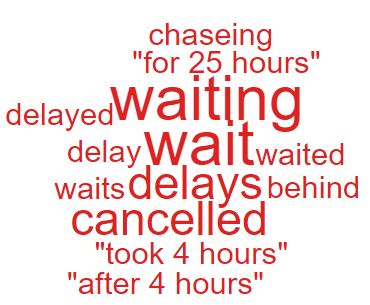 chaseing
"for 25 hours"
delayed waiting
delay wait waited
waits delays behind
cancelled
"took 4 hours"
"after 4 hours"